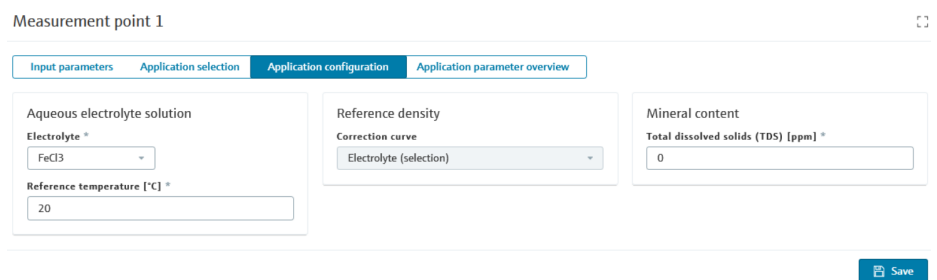 Measurement point 1
Input parameters Application selection Application configuration Application parameter overview
Aqueous electrolyte solution
Electrolyte *
FeCl3
Reference temperature [°C] *
20
Reference density
Correction curve
Electrolyte (selection)
Mineral content
Total dissolved solids (TDS) [ppm] *
0
Save